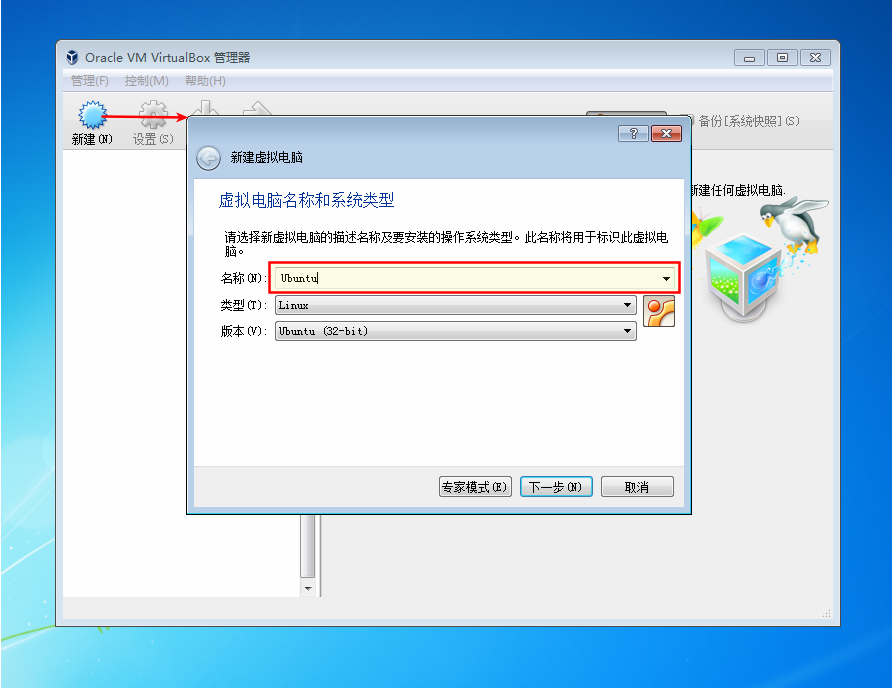 Oracle VM VirtualBox 管理器
管理(F) 控制(M) 帮助(H)
新建(N) 设置(S)
备份[系统快照](S)
新建虚拟电脑
新建任何虚拟电脑.
虚拟电脑名称和系统类型
请选择新虚拟电脑的描述名称及要安装的操作系统类型。此名称将用于标识此虚拟电
脑。
名称(N): Ubuntu
类型(T): Linux
版本(V): Ubuntu (32-bit)
专家模式(E) 下一步(N) 取消